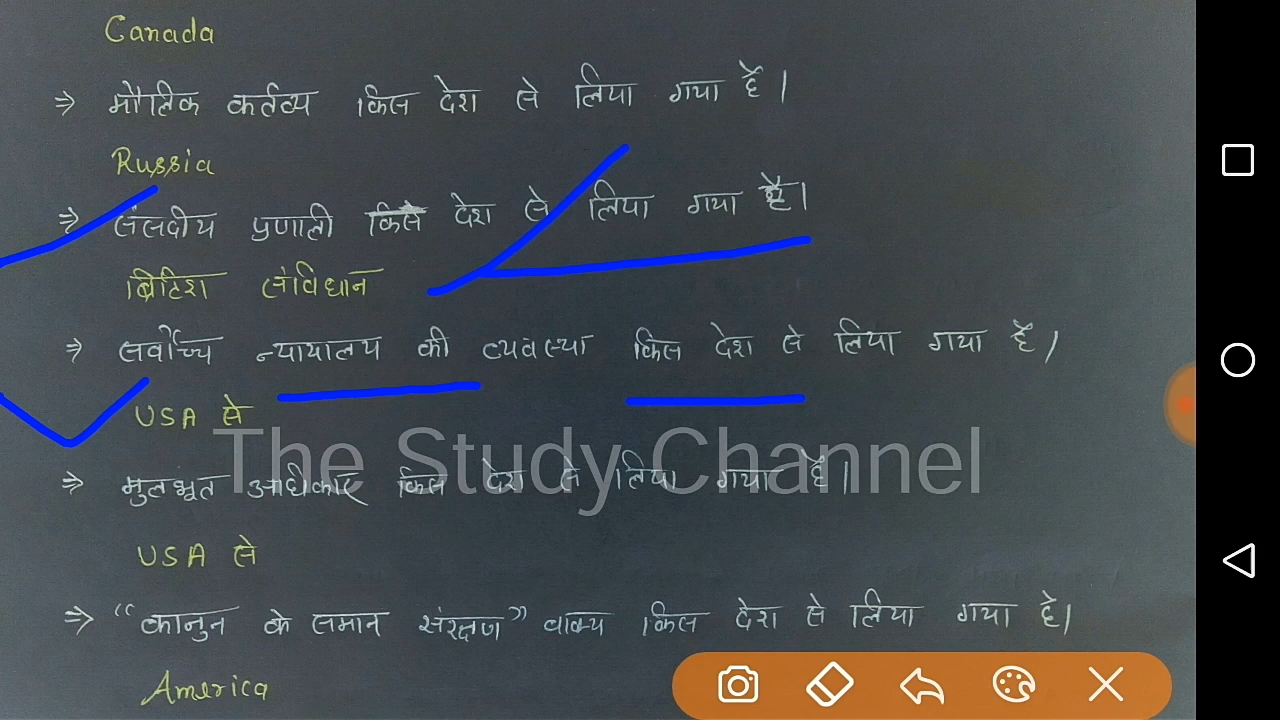 Canada
⇒ मौलिक कर्तव्य किस देश से लिया गया है।
Russia
⇒ संसदीय प्रणाली किस देश से लिया गया है।
ब्रिटिश संविधान
⇒ सर्वोच्च न्यायालय की व्यवस्था किस देश से लिया गया है।
USA से
The Study Channel
⇒ मुलभूत अधिकार किस देश से लिया गया है।
USA से
⇒ “कानुन के समान संरक्षण” वाक्य किस देश से लिया गया है।
America